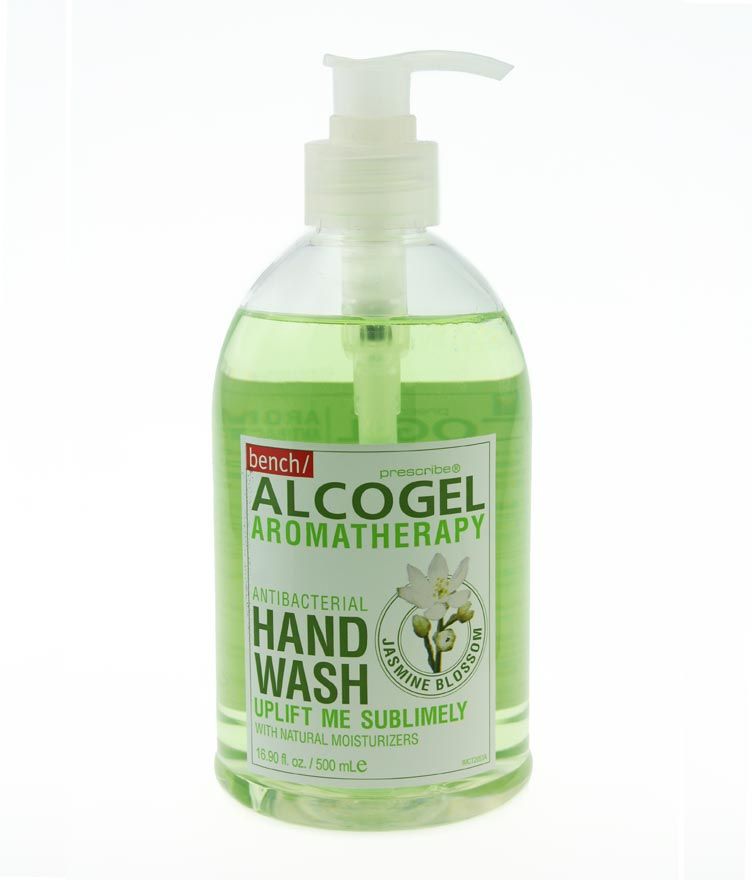 bench/
prescribe®
ALCOGEL
AROMATHERAPY
ANTIBACTERIAL
HAND
WASH
JASMINE BLOSSOM
UPLIFT ME SUBLIMELY
WITH NATURAL MOISTURIZERS
16.90 fl. oz. / 500 mL℮